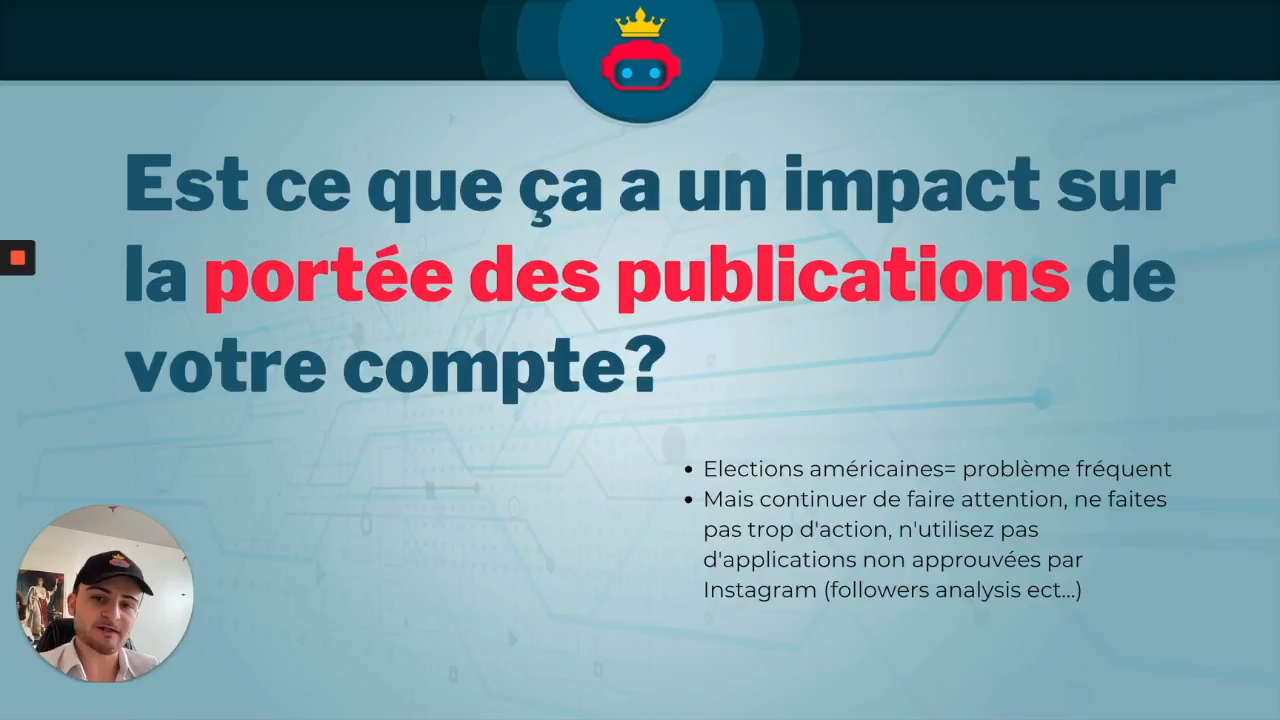 Est ce que ça a un impact sur
la portée des publications de
votre compte?
• Elections américaines= problème fréquent
• Mais continuer de faire attention, ne faites
pas trop d'action, n'utilisez pas
d'applications non approuvées par
Instagram (followers analysis ect...)